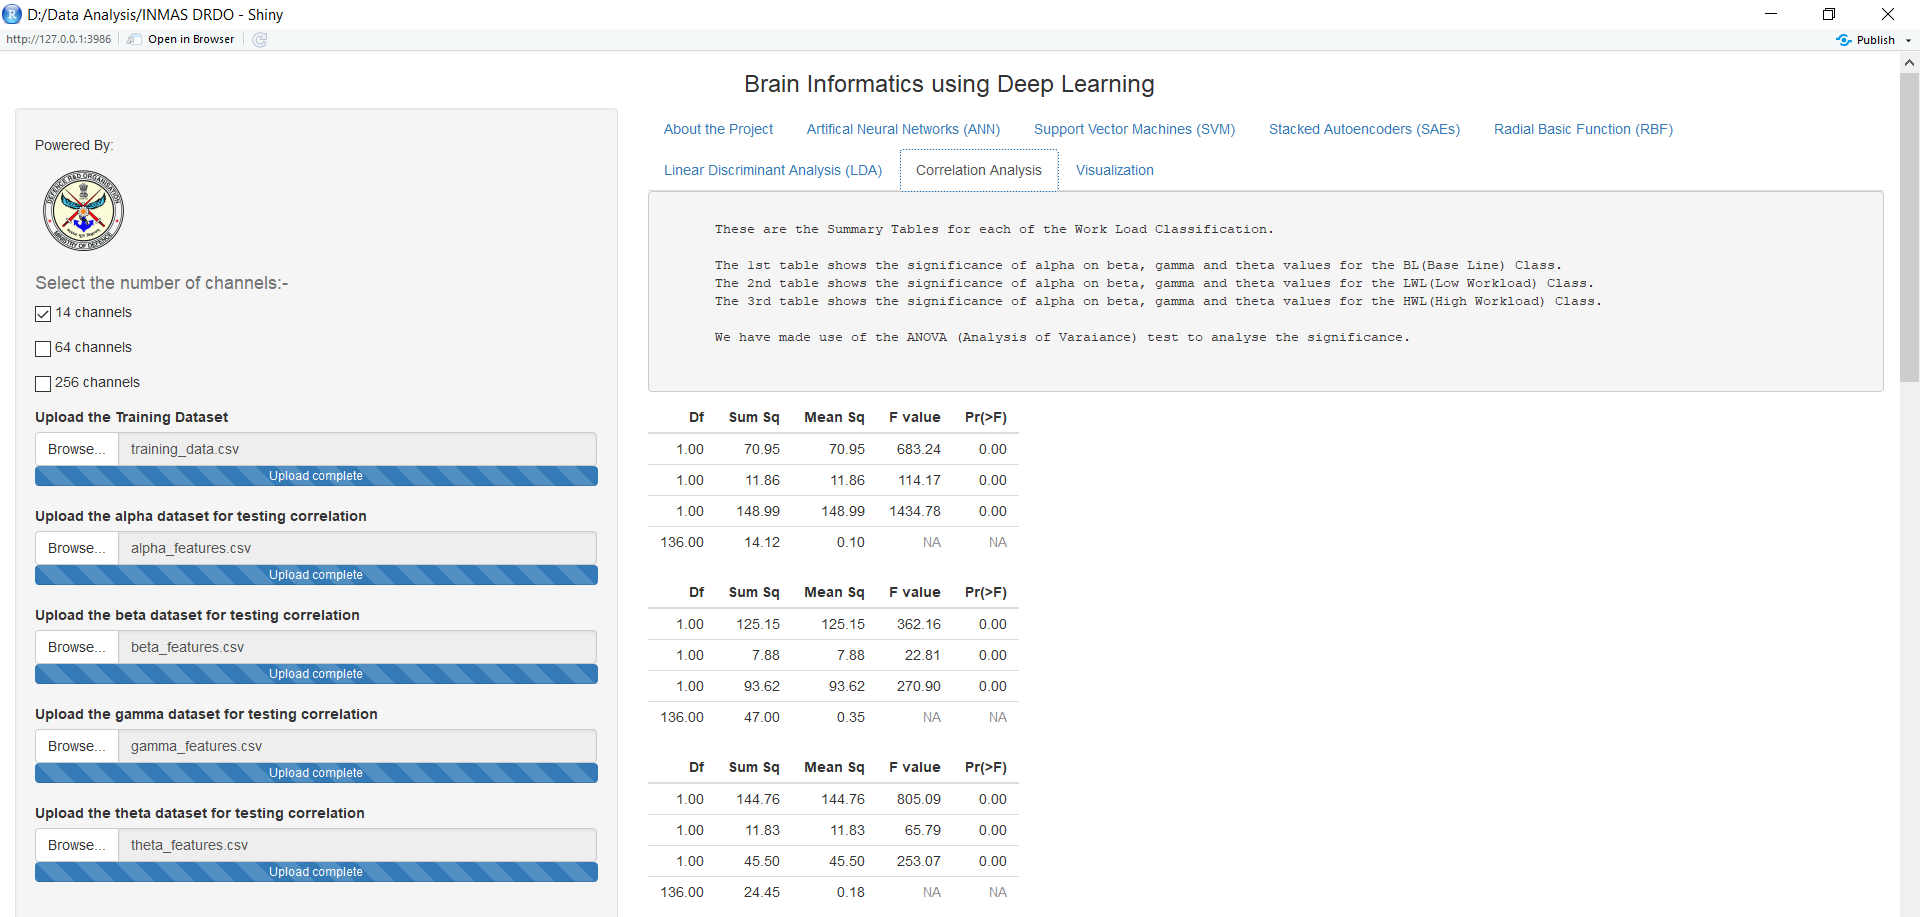 D:/Data Analysis/INMAS DRDO - Shiny
http://127.0.0.1:3986 Open in Browser Publish
Brain Informatics using Deep Learning
Powered By:
DEFENCE R&D ORGANISATION
MINISTRY OF DEFENCE
Select the number of channels:-
14 channels
64 channels
256 channels
Upload the Training Dataset
Browse... training_data.csv
Upload complete
Upload the alpha dataset for testing correlation
Browse... alpha_features.csv
Upload complete
Upload the beta dataset for testing correlation
Browse... beta_features.csv
Upload complete
Upload the gamma dataset for testing correlation
Browse... gamma_features.csv
Upload complete
Upload the theta dataset for testing correlation
Browse... theta_features.csv
Upload complete
About the Project Artifical Neural Networks (ANN) Support Vector Machines (SVM) Stacked Autoencoders (SAEs) Radial Basic Function (RBF)
Linear Discriminant Analysis (LDA) Correlation Analysis Visualization
These are the Summary Tables for each of the Work Load Classification.
The 1st table shows the significance of alpha on beta, gamma and theta values for the BL(Base Line) Class.
The 2nd table shows the significance of alpha on beta, gamma and theta values for the LWL(Low Workload) Class.
The 3rd table shows the significance of alpha on beta, gamma and theta values for the HWL(High Workload) Class.
We have made use of the ANOVA (Analysis of Varaiance) test to analyse the significance.
Df Sum Sq Mean Sq F value Pr(>F)
1.00 70.95 70.95 683.24 0.00
1.00 11.86 11.86 114.17 0.00
1.00 148.99 148.99 1434.78 0.00
136.00 14.12 0.10 NA NA
Df Sum Sq Mean Sq F value Pr(>F)
1.00 125.15 125.15 362.16 0.00
1.00 7.88 7.88 22.81 0.00
1.00 93.62 93.62 270.90 0.00
136.00 47.00 0.35 NA NA
Df Sum Sq Mean Sq F value Pr(>F)
1.00 144.76 144.76 805.09 0.00
1.00 11.83 11.83 65.79 0.00
1.00 45.50 45.50 253.07 0.00
136.00 24.45 0.18 NA NA